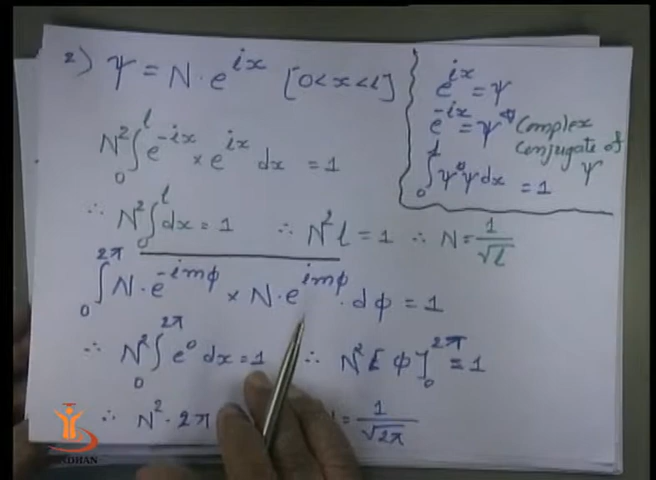 2) ψ = N · e^{ix} [0<x<l]
N² ∫₀^l e^{-ix} × e^{ix} dx = 1
∴ N² ∫₀^l dx = 1 ∴ N² l = 1 ∴ N = 1/√l
e^{ix} = ψ
e^{-ix} = ψ* Complex
Conjugate of
ψ
∫₀^l ψ*ψ dx = 1
∫₀^{2π} N · e^{-imφ} × N · e^{imφ} · dφ = 1
∴ N² ∫₀^{2π} e⁰ dx = 1 ∴ N² [φ]₀^{2π} = 1
∴ N² · 2π = 1/√2π